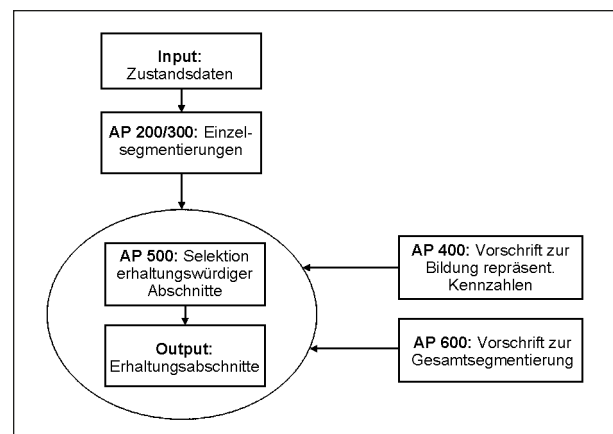 Input:
Zustandsdaten
AP 200/300: Einzel-
segmentierungen
AP 500: Selektion
erhaltungswürdiger
Abschnitte
Output:
Erhaltungsabschnitte
AP 400: Vorschrift zur
Bildung repräsent.
Kennzahlen
AP 600: Vorschrift zur
Gesamtsegmentierung